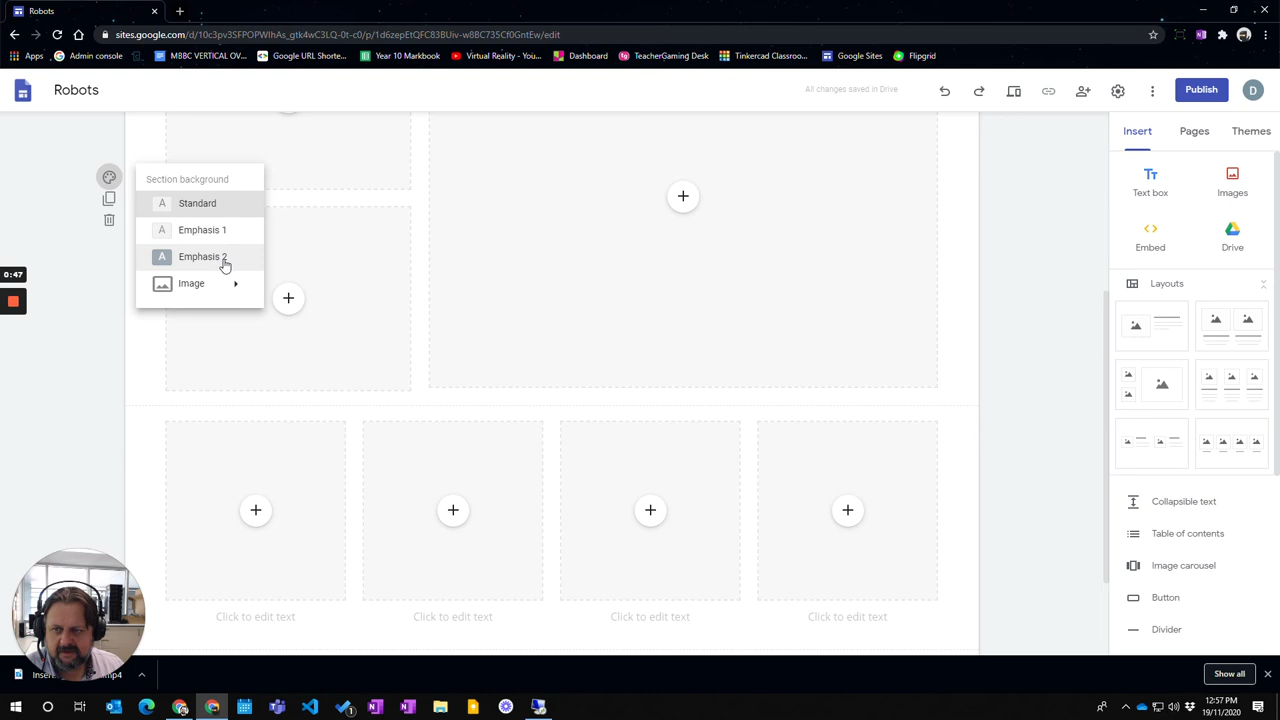 Robots
sites.google.com/d/10c3pv3SFPOPWIhAs_gtk4wC3LQ-0t-c0/p/1d6zepEtQFC83BUiv-w8BC735Cf0GntEw/edit
Apps
Admin console
MBBC VERTICAL OV...
Google URL Shorte...
Year 10 Markbook
Virtual Reality - You...
Dashboard
TeacherGaming Desk
Tinkercad Classroo...
Google Sites
Flipgrid
Robots
All changes saved in Drive
Publish
D
Insert
Pages
Themes
Section background
A Standard
A Emphasis 1
A Emphasis 2
Image
Text box
Images
Embed
Drive
Layouts
0:47
Collapsible text
Table of contents
Image carousel
Button
Divider
Click to edit text
Click to edit text
Click to edit text
Click to edit text
Show all
12:57 PM
19/11/2020